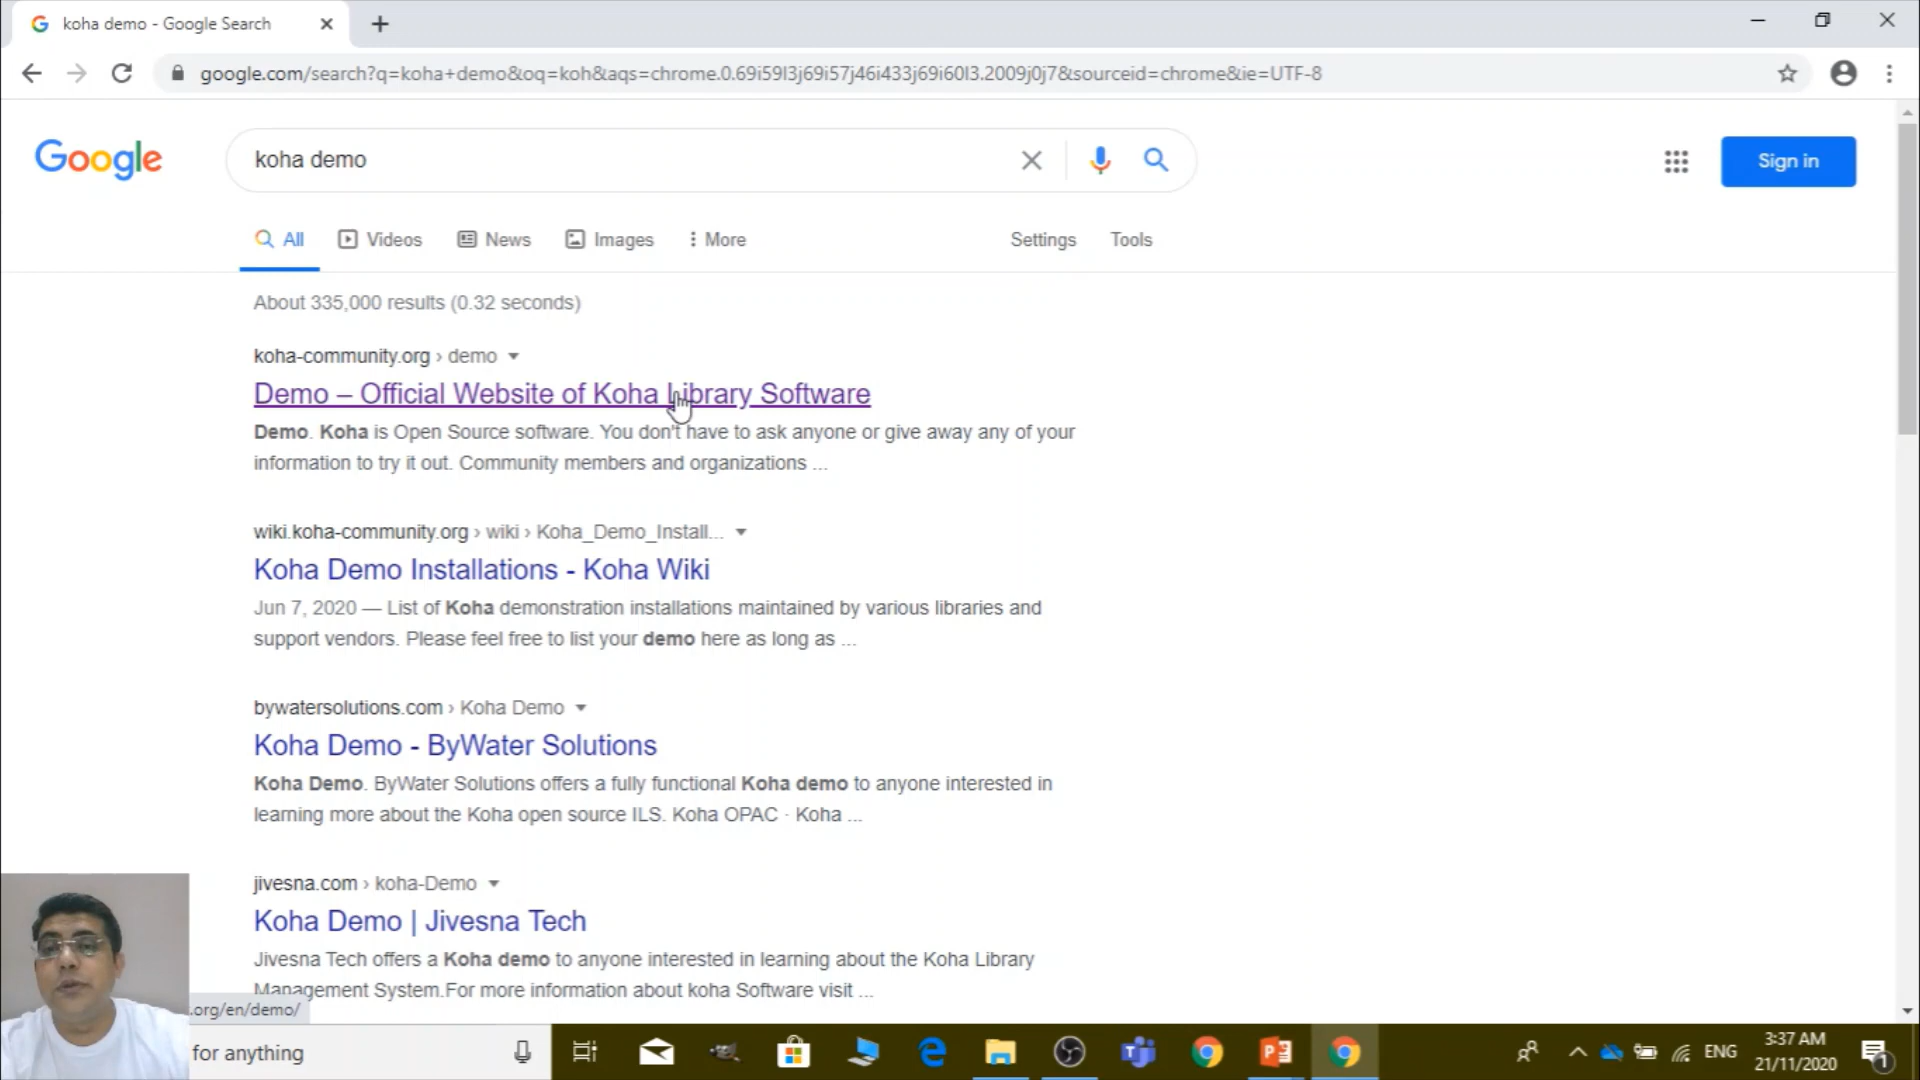 koha demo - Google Search
google.com/search?q=koha+demo&oq=koh&aqs=chrome.0.69i59l3j69i57j46i433j69i60l3.2009j0j7&sourceid=chrome&ie=UTF-8
Google
koha demo
Sign in
All Videos News Images More Settings Tools
About 335,000 results (0.32 seconds)
koha-community.org › demo
Demo – Official Website of Koha Library Software
Demo. Koha is Open Source software. You don't have to ask anyone or give away any of your
information to try it out. Community members and organizations ...
wiki.koha-community.org › wiki › Koha_Demo_Install...
Koha Demo Installations - Koha Wiki
Jun 7, 2020 — List of Koha demonstration installations maintained by various libraries and
support vendors. Please feel free to list your demo here as long as ...
bywatersolutions.com › Koha Demo
Koha Demo - ByWater Solutions
Koha Demo. ByWater Solutions offers a fully functional Koha demo to anyone interested in
learning more about the Koha open source ILS. Koha OPAC · Koha ...
jivesna.com › koha-Demo
Koha Demo | Jivesna Tech
Jivesna Tech offers a Koha demo to anyone interested in learning about the Koha Library
Management System.For more information about koha Software visit ...
.org/en/demo/
for anything
ENG
3:37 AM
21/11/2020
1